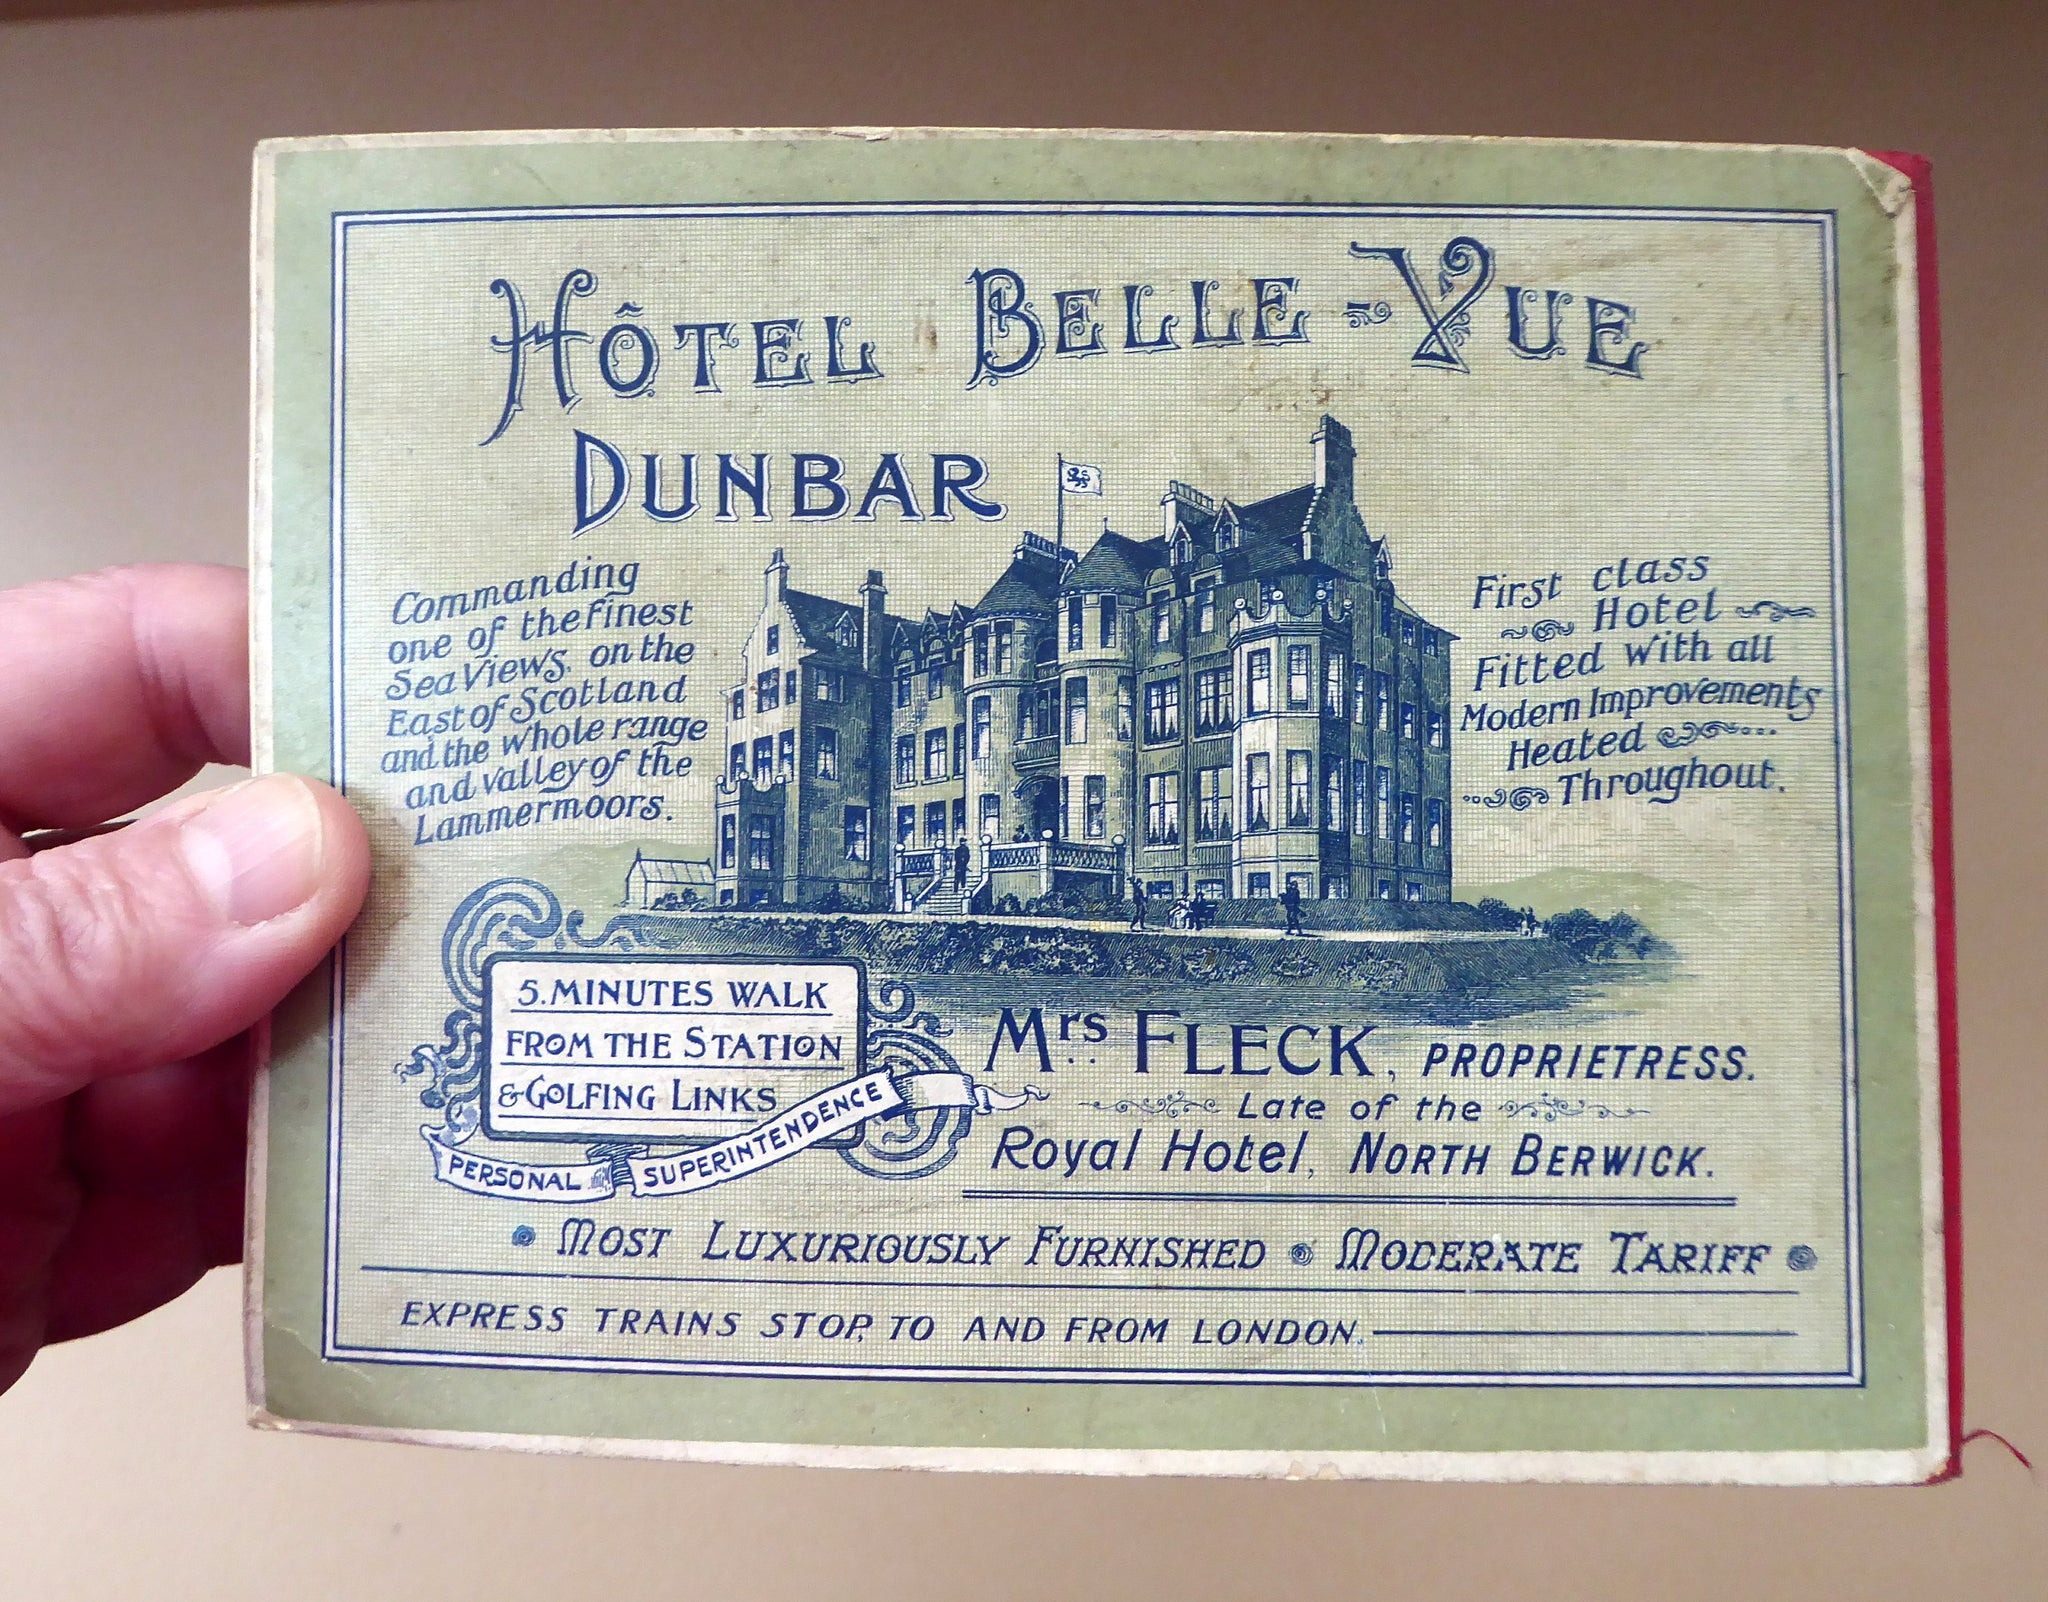 HÔTEL BELLE-VUE
DUNBAR
Commanding
one of the finest
Sea Views. on the
East of Scotland
and the whole range
and valley of the
Lammermoors.
First class
Hotel
Fitted with all
Modern Improvements
Heated
Throughout.
5. MINUTES WALK
FROM THE STATION
& GOLFING LINKS
PERSONAL SUPERINTENDENCE
Mrs FLECK, PROPRIETRESS.
Late of the
Royal Hotel, NORTH BERWICK.
MOST LUXURIOUSLY FURNISHED • MODERATE TARIFF
EXPRESS TRAINS STOP, TO AND FROM LONDON.